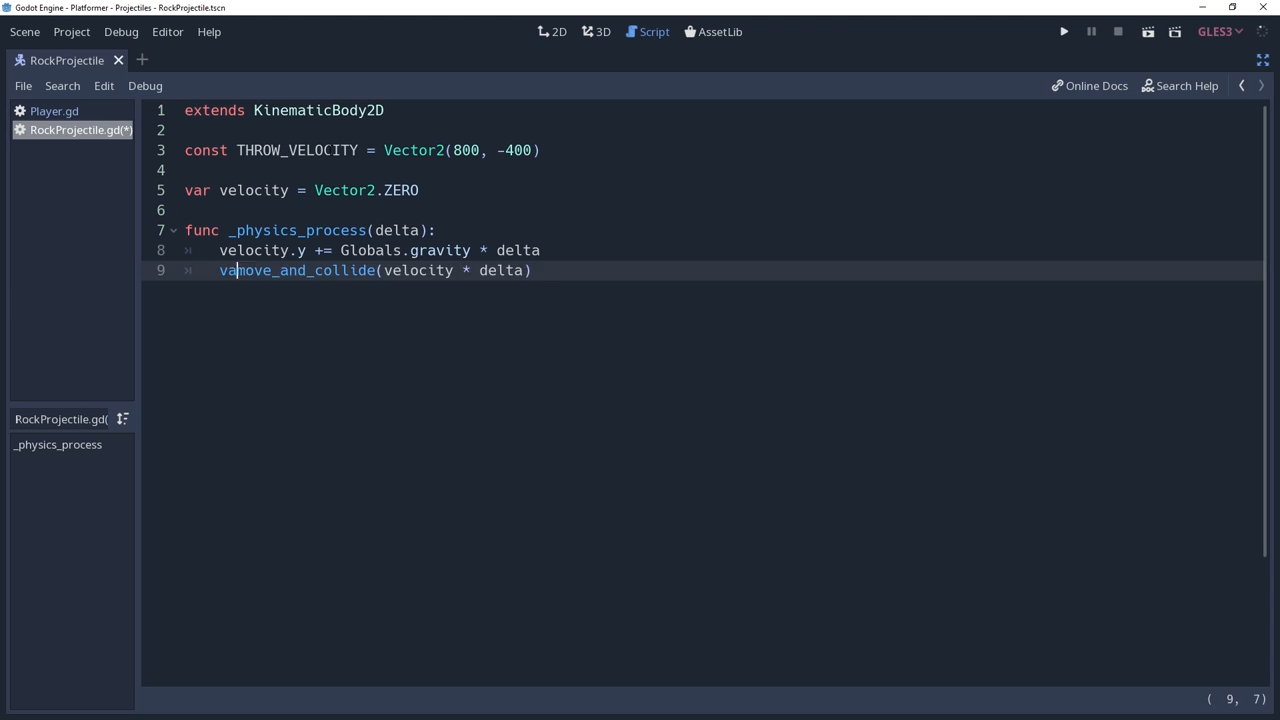 Godot Engine - Platformer - Projectiles - RockProjectile.tscn
Scene Project Debug Editor Help 2D 3D Script AssetLib GLES3
RockProjectile
File Search Edit Debug Online Docs Search Help
Player.gd
RockProjectile.gd(*)
1 extends KinematicBody2D
2
3 const THROW_VELOCITY = Vector2(800, -400)
4
5 var velocity = Vector2.ZERO
6
7 func _physics_process(delta):
8 velocity.y += Globals.gravity * delta
9 vamove_and_collide(velocity * delta)
RockProjectile.gd(
_physics_process
( 9, 7)